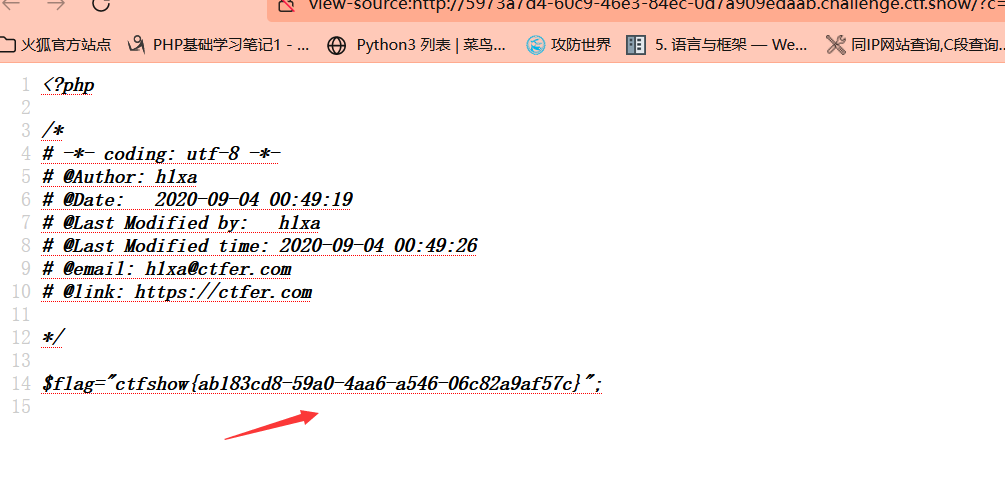 view-source:http://5973a7d4-60c9-46e3-84ec-0d7a909edaab.challenge.ctf.show/?c=
火狐官方站点 PHP基础学习笔记1 - ... Python3 列表 | 菜鸟... 攻防世界 5. 语言与框架 — We... 同IP网站查询,C段查询...
1 <?php
2
3 /*
4 # -*- coding: utf-8 -*-
5 # @Author: h1xa
6 # @Date:   2020-09-04 00:49:19
7 # @Last Modified by:   h1xa
8 # @Last Modified time: 2020-09-04 00:49:26
9 # @email: h1xa@ctfer.com
10 # @link: https://ctfer.com
11
12 */
13
14 $flag="ctfshow{ab183cd8-59a0-4aa6-a546-06c82a9af57c}";
15